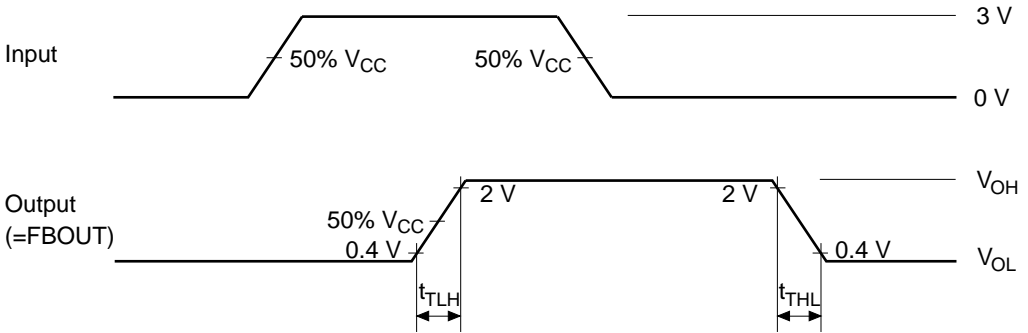 3 V
Input
50% VCC
50% VCC
0 V
VOH
2 V
2 V
Output
(=FBOUT)
50% VCC
0.4 V
0.4 V
VOL
tTLH
tTHL